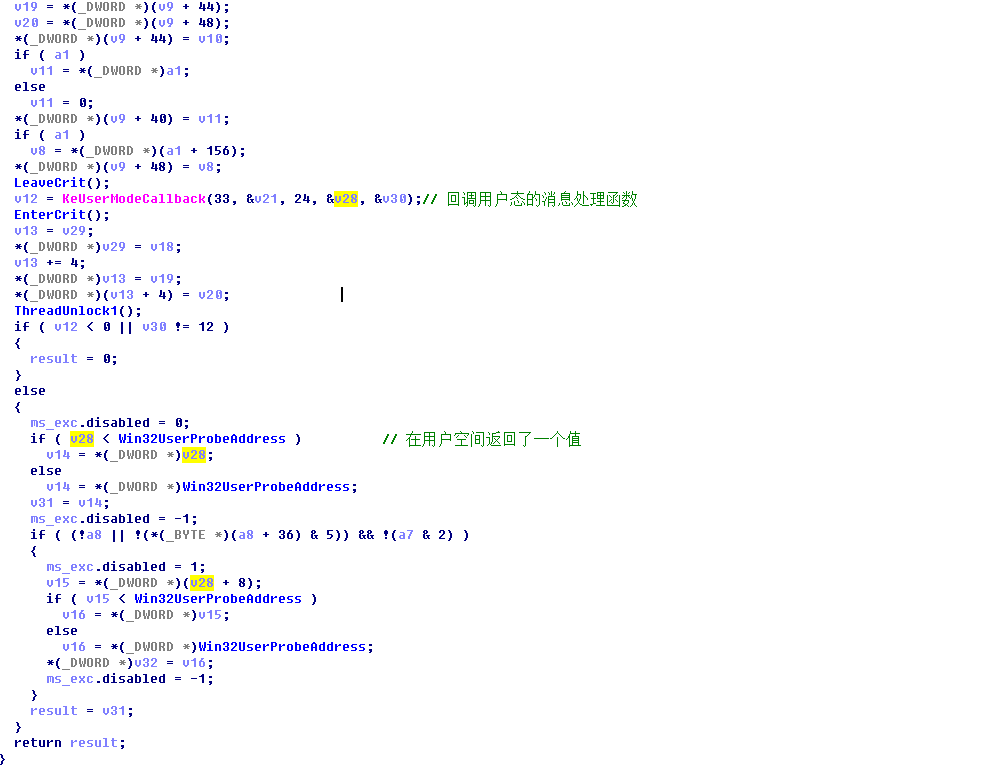 v19 = *(_DWORD *)(v9 + 44);
v20 = *(_DWORD *)(v9 + 48);
*(_DWORD *)(v9 + 44) = v10;
if ( a1 )
v11 = *(_DWORD *)a1;
else
v11 = 0;
*(_DWORD *)(v9 + 40) = v11;
if ( a1 )
v8 = *(_DWORD *)(a1 + 156);
*(_DWORD *)(v9 + 48) = v8;
LeaveCrit();
v12 = KeUserModeCallback(33, &v21, 24, &v28, &v30);// 回调用户态的消息处理函数
EnterCrit();
v13 = v29;
*(_DWORD *)v29 = v18;
v13 += 4;
*(_DWORD *)v13 = v19;
*(_DWORD *)(v13 + 4) = v20;
ThreadUnlock1();
if ( v12 < 0 || v30 != 12 )
{
result = 0;
}
else
{
ms_exc.disabled = 0;
if ( v28 < Win32UserProbeAddress ) // 在用户空间返回了一个值
v14 = *(_DWORD *)v28;
else
v14 = *(_DWORD *)Win32UserProbeAddress;
v31 = v14;
ms_exc.disabled = -1;
if ( (!a8 || !(*(_BYTE *)(a8 + 36) & 5)) && !(a7 & 2) )
{
ms_exc.disabled = 1;
v15 = *(_DWORD *)(v28 + 8);
if ( v15 < Win32UserProbeAddress )
v16 = *(_DWORD *)v15;
else
v16 = *(_DWORD *)Win32UserProbeAddress;
*(_DWORD *)v32 = v16;
ms_exc.disabled = -1;
}
result = v31;
}
return result;
}